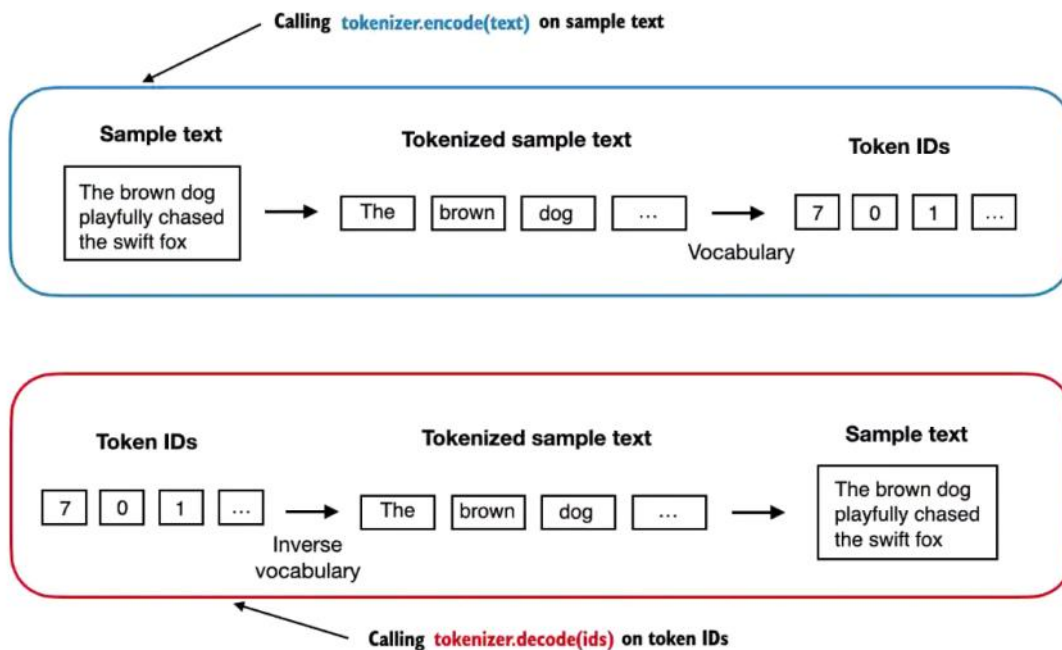 Calling tokenizer.encode(text) on sample text
Sample text
Tokenized sample text
Token IDs
The brown dog
playfully chased
the swift fox
The
brown
dog
...
Vocabulary
7
0
1
...
Token IDs
Tokenized sample text
Sample text
7
0
1
...
Inverse
vocabulary
The
brown
dog
...
The brown dog
playfully chased
the swift fox
Calling tokenizer.decode(ids) on token IDs